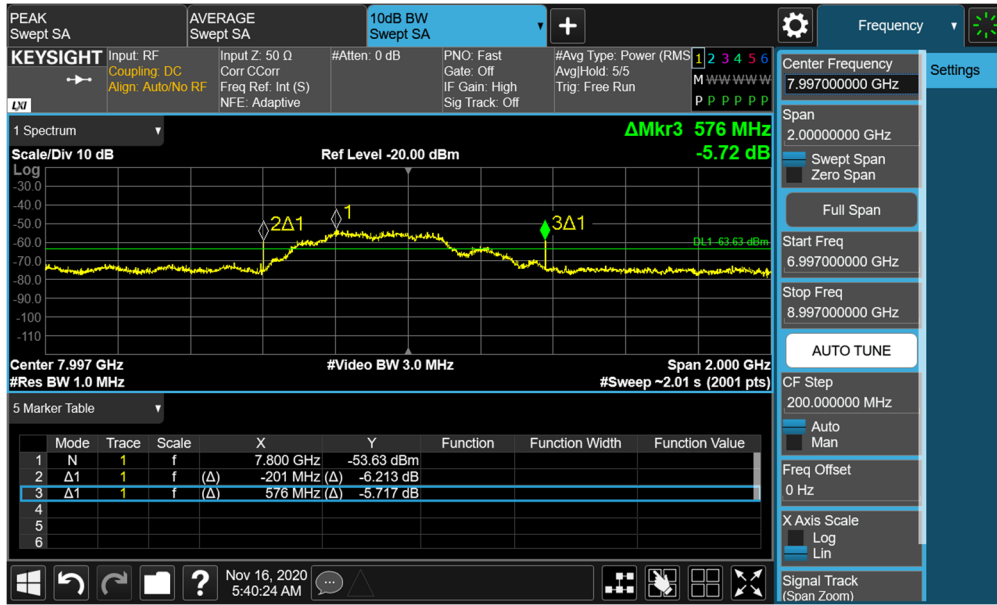 PEAK
Swept SA
AVERAGE
Swept SA
10dB BW
Swept SA
Frequency
KEYSIGHT
LXI
Input: RF
Coupling: DC
Align: Auto/No RF
Input Z: 50 Ω
Corr CCorr
Freq Ref: Int (S)
NFE: Adaptive
#Atten: 0 dB
PNO: Fast
Gate: Off
IF Gain: High
Sig Track: Off
#Avg Type: Power (RMS
Avg|Hold: 5/5
Trig: Free Run
1 2 3 4 5 6
M W W W W W
P P P P P P
1 Spectrum
ΔMkr3 576 MHz
Scale/Div 10 dB
Ref Level -20.00 dBm
-5.72 dB
Log
-30.0
-40.0
-50.0
-60.0
-70.0
-80.0
-90.0
-100
-110
2Δ1
1
3Δ1
DL1 -63.63 dBm
Center 7.997 GHz
#Video BW 3.0 MHz
Span 2.000 GHz
#Res BW 1.0 MHz
#Sweep ~2.01 s (2001 pts)
5 Marker Table
Mode Trace Scale X Y Function Function Width Function Value
1 N 1 f 7.800 GHz -53.63 dBm
2 Δ1 1 f (Δ) -201 MHz (Δ) -6.213 dB
3 Δ1 1 f (Δ) 576 MHz (Δ) -5.717 dB
4
5
6
Nov 16, 2020
5:40:24 AM
Center Frequency
7.997000000 GHz
Span
2.00000000 GHz
Swept Span
Zero Span
Full Span
Start Freq
6.997000000 GHz
Stop Freq
8.997000000 GHz
AUTO TUNE
CF Step
200.000000 MHz
Auto
Man
Freq Offset
0 Hz
X Axis Scale
Log
Lin
Signal Track
(Span Zoom)
Settings